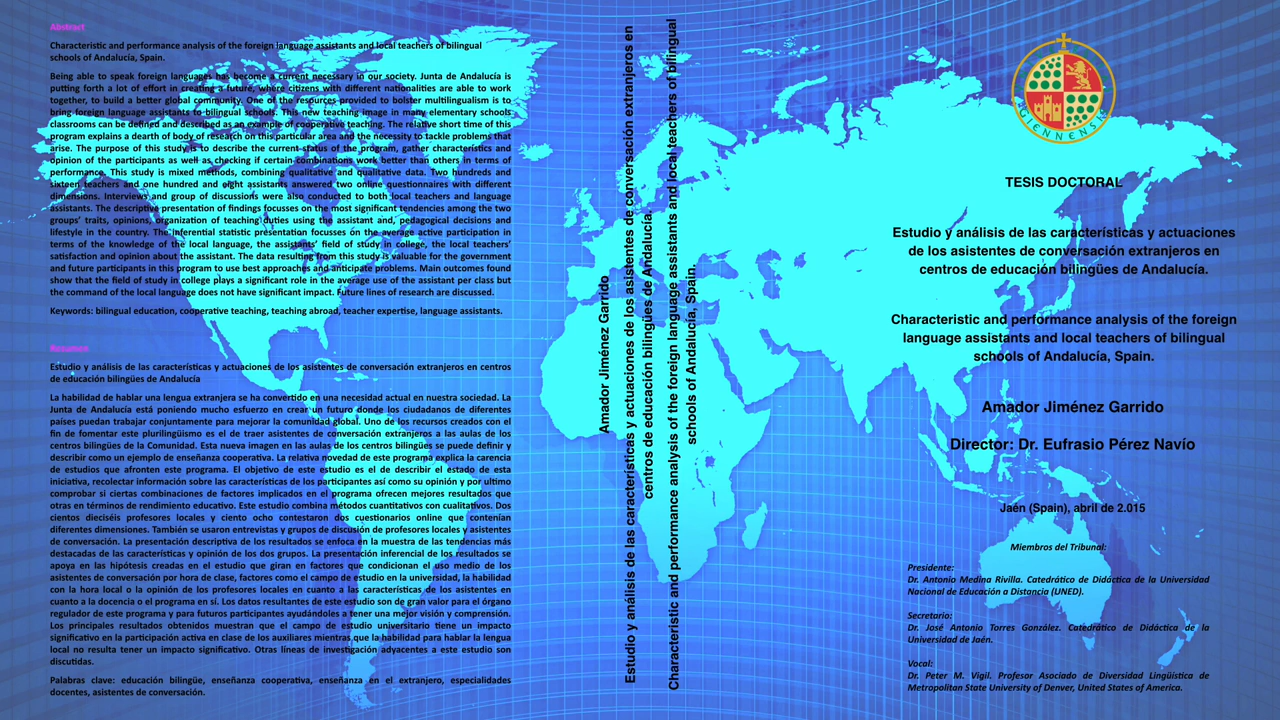 Abstract
Characteristic and performance analysis of the foreign language assistants and local teachers of bilingual
schools of Andalucía, Spain.
Being able to speak foreign languages has become a current necessary in our society. Junta de Andalucía is
putting forth a lot of effort in creating a future, where citizens with different nationalities are able to work
together, to build a better global community. One of the resources provided to bolster multilingualism is to
bring foreign language assistants to bilingual schools. This new teaching image in many elementary schools
classrooms can be defined and described as an example of cooperative teaching. The relative short time of this
program explains a dearth of body of research on this particular area and the necessity to tackle problems that
arise. The purpose of this study is to describe the current status of the program, gather characteristics and
opinion of the participants as well as checking if certain combinations work better than others in terms of
performance. This study is mixed methods, combining qualitative and qualitative data. Two hundreds and
sixteen teachers and one hundred and eight assistants answered two online questionnaires with different
dimensions. Interviews and group of discussions were also conducted to both local teachers and language
assistants. The descriptive presentation of findings focusses on the most significant tendencies among the two
groups' traits, opinions, organization of teaching duties using the assistant and, pedagogical decisions and
lifestyle in the country. The inferential statistic presentation focusses on the average active participation in
terms of the knowledge of the local language, the assistants' field of study in college, the local teachers'
satisfaction and opinion about the assistant. The data resulting from this study is valuable for the government
and future participants in this program to use best approaches and anticipate problems. Main outcomes found
show that the field of study in college plays a significant role in the average use of the assistant per class but
the command of the local language does not have significant impact. Future lines of research are discussed.
Keywords: bilingual education, cooperative teaching, teaching abroad, teacher expertise, language assistants.
Resumen
Estudio y análisis de las características y actuaciones de los asistentes de conversación extranjeros en centros
de educación bilingües de Andalucía
La habilidad de hablar una lengua extranjera se ha convertido en una necesidad actual en nuestra sociedad. La
Junta de Andalucía está poniendo mucho esfuerzo en crear un futuro donde los ciudadanos de diferentes
países puedan trabajar conjuntamente para mejorar la comunidad global. Uno de los recursos creados con el
fin de fomentar este plurilingüismo es el de traer asistentes de conversación extranjeros a las aulas de los
centros bilingües de la Comunidad. Esta nueva imagen en las aulas de los centros bilingües se puede definir y
describir como un ejemplo de enseñanza cooperativa. La relativa novedad de este programa explica la carencia
de estudios que afronten este programa. El objetivo de este estudio es el de describir el estado de esta
iniciativa, recolectar información sobre las características de los participantes así como su opinión y por ultimo
comprobar si ciertas combinaciones de factores implicados en el programa ofrecen mejores resultados que
otras en términos de rendimiento educativo. Este estudio combina métodos cuantitativos con cualitativos. Dos
cientos dieciséis profesores locales y ciento ocho contestaron dos cuestionarios online que contenían
diferentes dimensiones. También se usaron entrevistas y grupos de discusión de profesores locales y asistentes
de conversación. La presentación descriptiva de los resultados se enfoca en la muestra de las tendencias más
destacadas de las características y opinión de los dos grupos. La presentación inferencial de los resultados se
apoya en las hipótesis creadas en el estudio que giran en factores que condicionan el uso medio de los
asistentes de conversación por hora de clase, factores como el campo de estudio en la universidad, la habilidad
con la hora local o la opinión de los profesores locales en cuanto a las características de los asistentes en
cuanto a la docencia o el programa en sí. Los datos resultantes de este estudio son de gran valor para el órgano
regulador de este programa y para futuros participantes ayudándoles a tener una mejor visión y comprensión.
Los principales resultados obtenidos muestran que el campo de estudio universitario tiene un impacto
significativo en la participación activa en clase de los auxiliares mientras que la habilidad para hablar la lengua
local no resulta tener un impacto significativo. Otras líneas de investigación adyacentes a este estudio son
discutidas.
Palabras clave: educación bilingüe, enseñanza cooperativa, enseñanza en el extranjero, especialidades
docentes, asistentes de conversación.
Amador Jiménez Garrido
Estudio y análisis de las características y actuaciones de los asistentes de conversación extranjeros en
centros de educación bilingües de Andalucía.
Characteristic and performance analysis of the foreign language assistants and local teachers of bilingual
schools of Andalucía, Spain.
GIENNENSIS
TESIS DOCTORAL
Estudio y análisis de las características y actuaciones
de los asistentes de conversación extranjeros en
centros de educación bilingües de Andalucía.
Characteristic and performance analysis of the foreign
language assistants and local teachers of bilingual
schools of Andalucía, Spain.
Amador Jiménez Garrido
Director: Dr. Eufrasio Pérez Navío
Jaén (Spain), abril de 2.015
Miembros del Tribunal:
Presidente:
Dr. Antonio Medina Rivilla. Catedrático de Didáctica de la Universidad
Nacional de Educación a Distancia (UNED).
Secretario:
Dr. José Antonio Torres González. Catedrático de Didáctica de la
Universidad de Jaén.
Vocal:
Dr. Peter M. Vigil. Profesor Asociado de Diversidad Lingüística de
Metropolitan State University of Denver, United States of America.